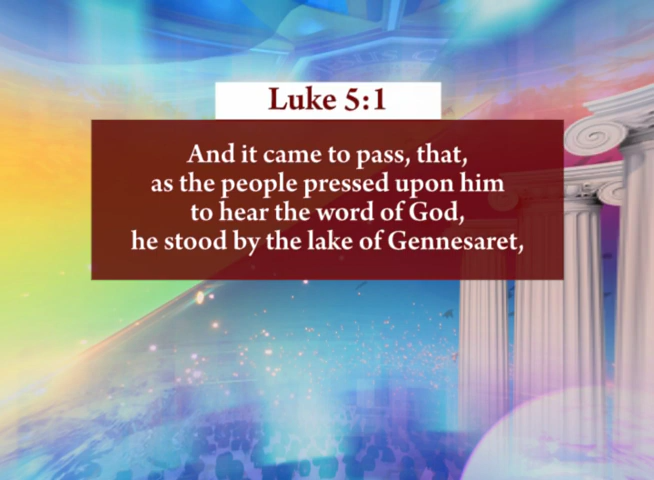 Luke 5:1
And it came to pass, that,
as the people pressed upon him
to hear the word of God,
he stood by the lake of Gennesaret,